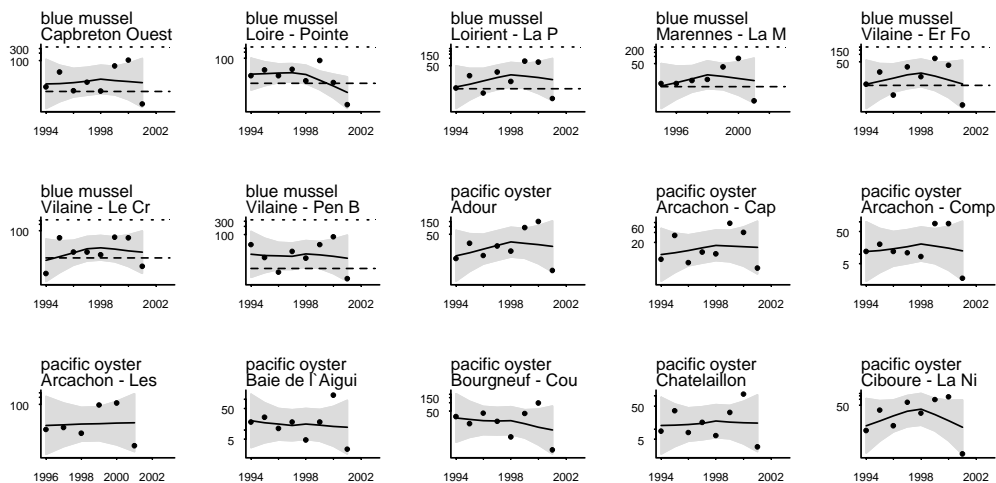 blue mussel
Capbreton Ouest
300
100
1994 1998 2002
blue mussel
Loire - Pointe
100
1994 1998 2002
blue mussel
Loirient - La P
150
50
1994 1998 2002
blue mussel
Marennes - La M
200
50
1996 2000
blue mussel
Vilaine - Er Fo
150
50
1994 1998 2002
blue mussel
Vilaine - Le Cr
100
1994 1998 2002
blue mussel
Vilaine - Pen B
300
100
1994 1998 2002
pacific oyster
Adour
150
50
1994 1998 2002
pacific oyster
Arcachon - Cap
60
20
1994 1998 2002
pacific oyster
Arcachon - Comp
50
5
1994 1998 2002
pacific oyster
Arcachon - Les
100
1996 1998 2000 2002
pacific oyster
Baie de l`Aigui
50
5
1994 1998 2002
pacific oyster
Bourgneuf - Cou
150
50
1994 1998 2002
pacific oyster
Chatelaillon
50
5
1994 1998 2002
pacific oyster
Ciboure - La Ni
50
1994 1998 2002